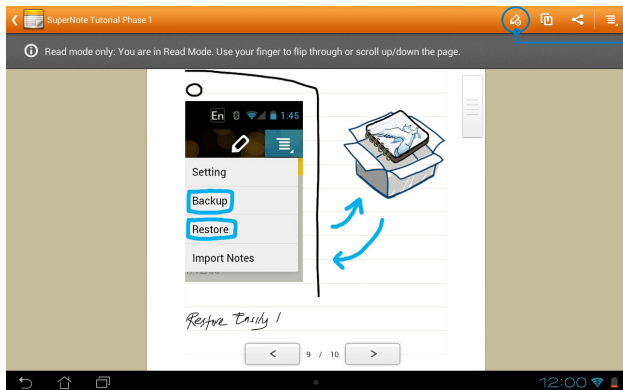 SuperNote Tutorial Phase 1
Read mode only: You are in Read Mode. Use your finger to flip through or scroll up/down the page.
En 1:45
Setting
Backup
Restore
Import Notes
Restore Easily !
< 9 / 10 >
12:00